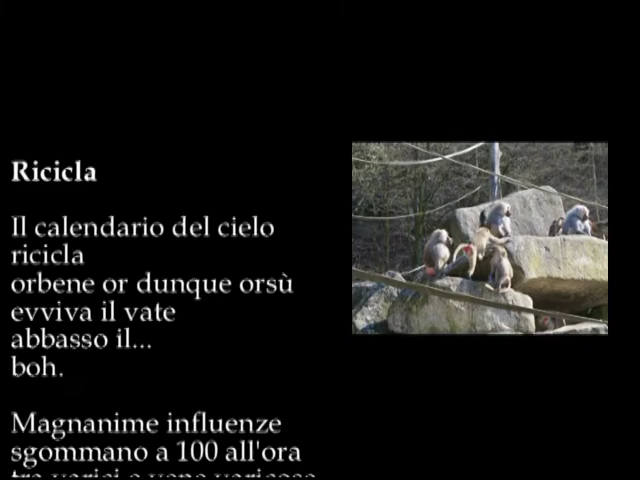 Ricicla
Il calendario del cielo
ricicla
orbene or dunque orsù
evviva il vate
abbasso il...
boh.
Magnanime influenze
sgommano a 100 all'ora